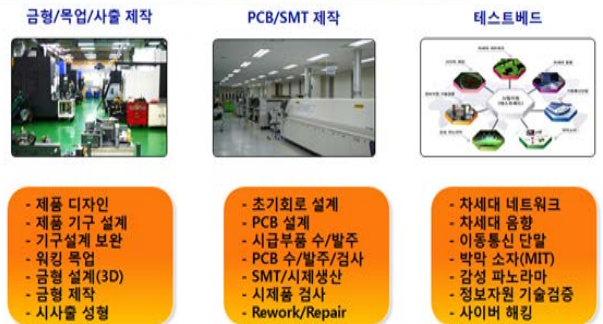 금형/목업/사출 제작
PCB/SMT 제작
테스트베드
- 제품 디자인
- 제품 기구 설계
- 기구설계 보완
- 워킹 목업
- 금형 설계(3D)
- 금형 제작
- 시사출 성형
- 초기회로 설계
- PCB 설계
- 시급부품 수/발주
- PCB 수/발주/검사
- SMT/시제생산
- 시제품 검사
- Rework/Repair
- 차세대 네트워크
- 차세대 음향
- 이동통신 단말
- 박막 소자(MIT)
- 감성 파노라마
- 정보자원 기술검증
- 사이버 해킹